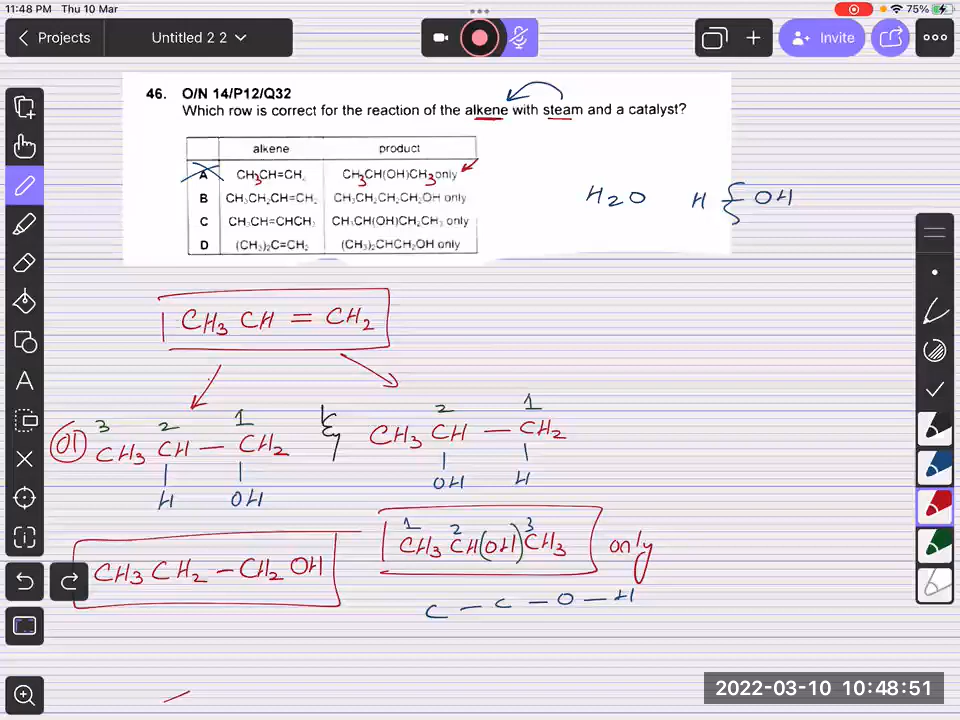 11:48 PM Thu 10 Mar
75%
Projects
Untitled 2 2
Invite
46. O/N 14/P12/Q32
Which row is correct for the reaction of the alkene with steam and a catalyst?
alkene product
A CH3CH=CH2 CH3CH(OH)CH3 only
B CH3CH2CH=CH2 CH3CH2CH2CH2OH only
C CH3CH=CHCH3 CH3CH(OH)CH2CH3 only
D (CH3)2C=CH2 (CH3)2CHCH2OH only
H2O H { OH
CH3 CH = CH2
01
3 2 1
CH3 CH — CH2
H OH
2 1
CH3 CH — CH2
OH H
CH3 CH2 – CH2 OH
1 2 3
CH3 CH(OH) CH3 only
C – C – O – H
A
2022-03-10 10:48:51